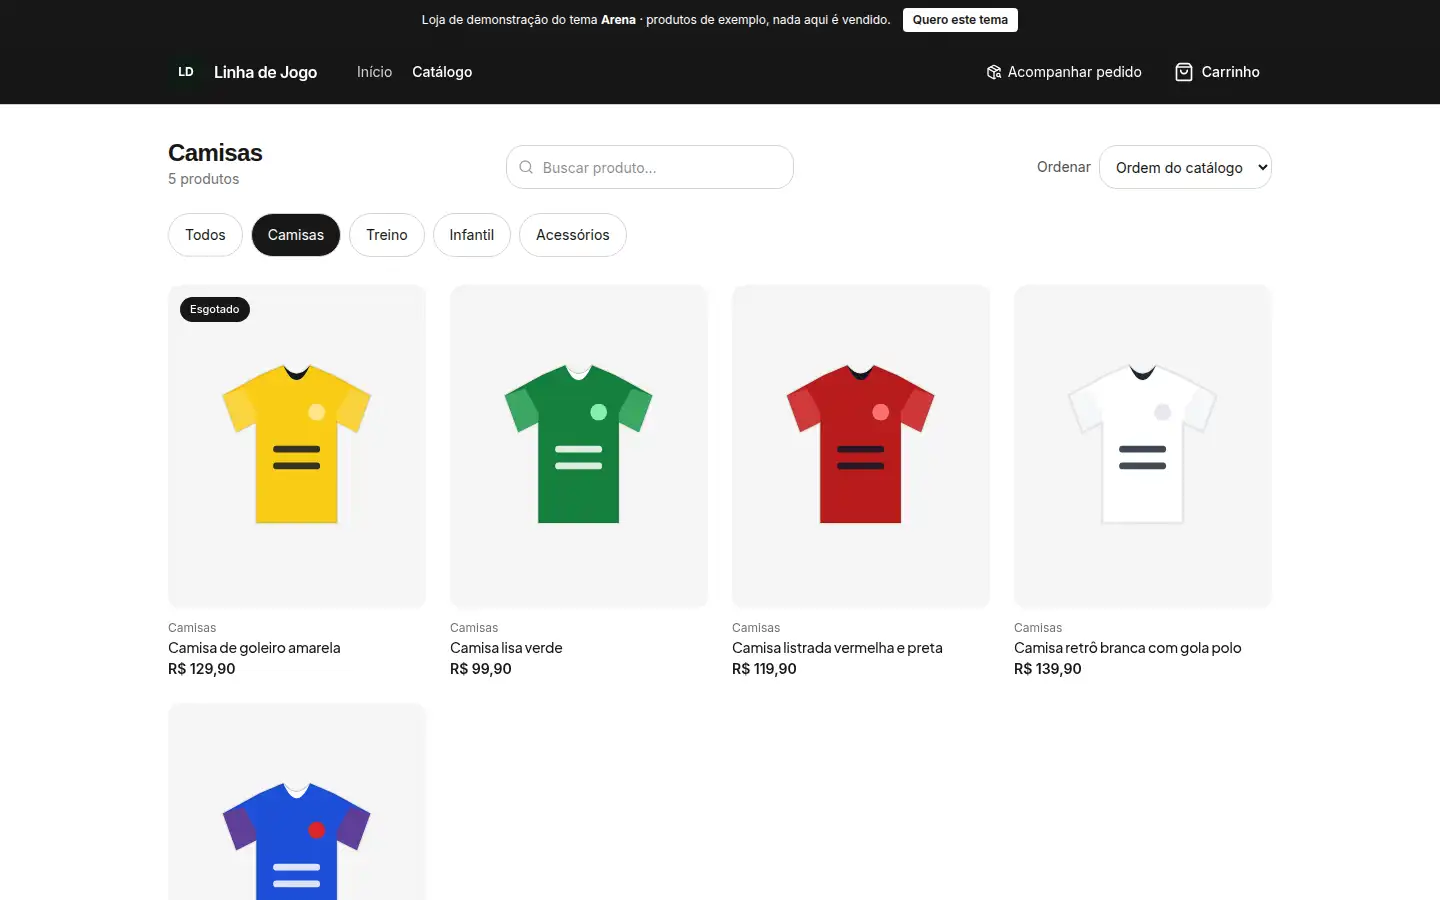 Loja de demonstração do tema Arena · produtos de exemplo, nada aqui é vendido. Quero este tema
LD Linha de Jogo Início Catálogo Acompanhar pedido Carrinho
Camisas
5 produtos
Buscar produto...
Ordenar Ordem do catálogo
Todos Camisas Treino Infantil Acessórios
Esgotado
Camisas
Camisa de goleiro amarela
R$ 129,90
Camisas
Camisa lisa verde
R$ 99,90
Camisas
Camisa listrada vermelha e preta
R$ 119,90
Camisas
Camisa retrô branca com gola polo
R$ 139,90